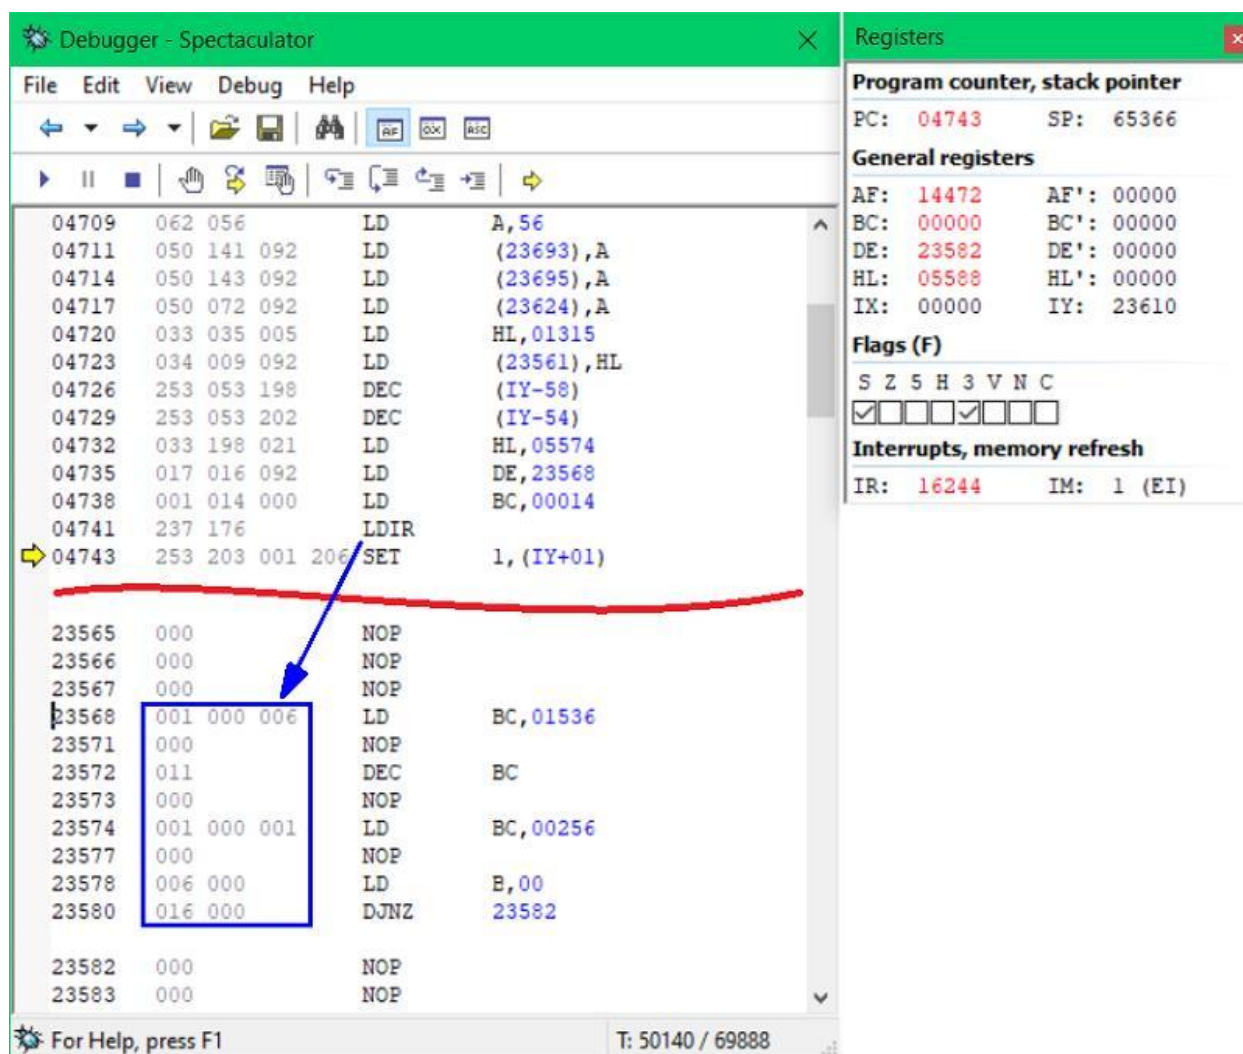 Debugger - Spectaculator
File Edit View Debug Help
AF 0X ASC
04709 062 056 LD A,56
04711 050 141 092 LD (23693),A
04714 050 143 092 LD (23695),A
04717 050 072 092 LD (23624),A
04720 033 035 005 LD HL,01315
04723 034 009 092 LD (23561),HL
04726 253 053 198 DEC (IY-58)
04729 253 053 202 DEC (IY-54)
04732 033 198 021 LD HL,05574
04735 017 016 092 LD DE,23568
04738 001 014 000 LD BC,00014
04741 237 176 LDIR
04743 253 203 001 206 SET 1,(IY+01)
23565 000 NOP
23566 000 NOP
23567 000 NOP
23568 001 000 006 LD BC,01536
23571 000 NOP
23572 011 DEC BC
23573 000 NOP
23574 001 000 001 LD BC,00256
23577 000 NOP
23578 006 000 LD B,00
23580 016 000 DJNZ 23582
23582 000 NOP
23583 000 NOP
For Help, press F1 T: 50140 / 69888
Registers
Program counter, stack pointer
PC: 04743 SP: 65366
General registers
AF: 14472 AF': 00000
BC: 00000 BC': 00000
DE: 23582 DE': 00000
HL: 05588 HL': 00000
IX: 00000 IY: 23610
Flags (F)
S Z 5 H 3 V N C
Interrupts, memory refresh
IR: 16244 IM: 1 (EI)